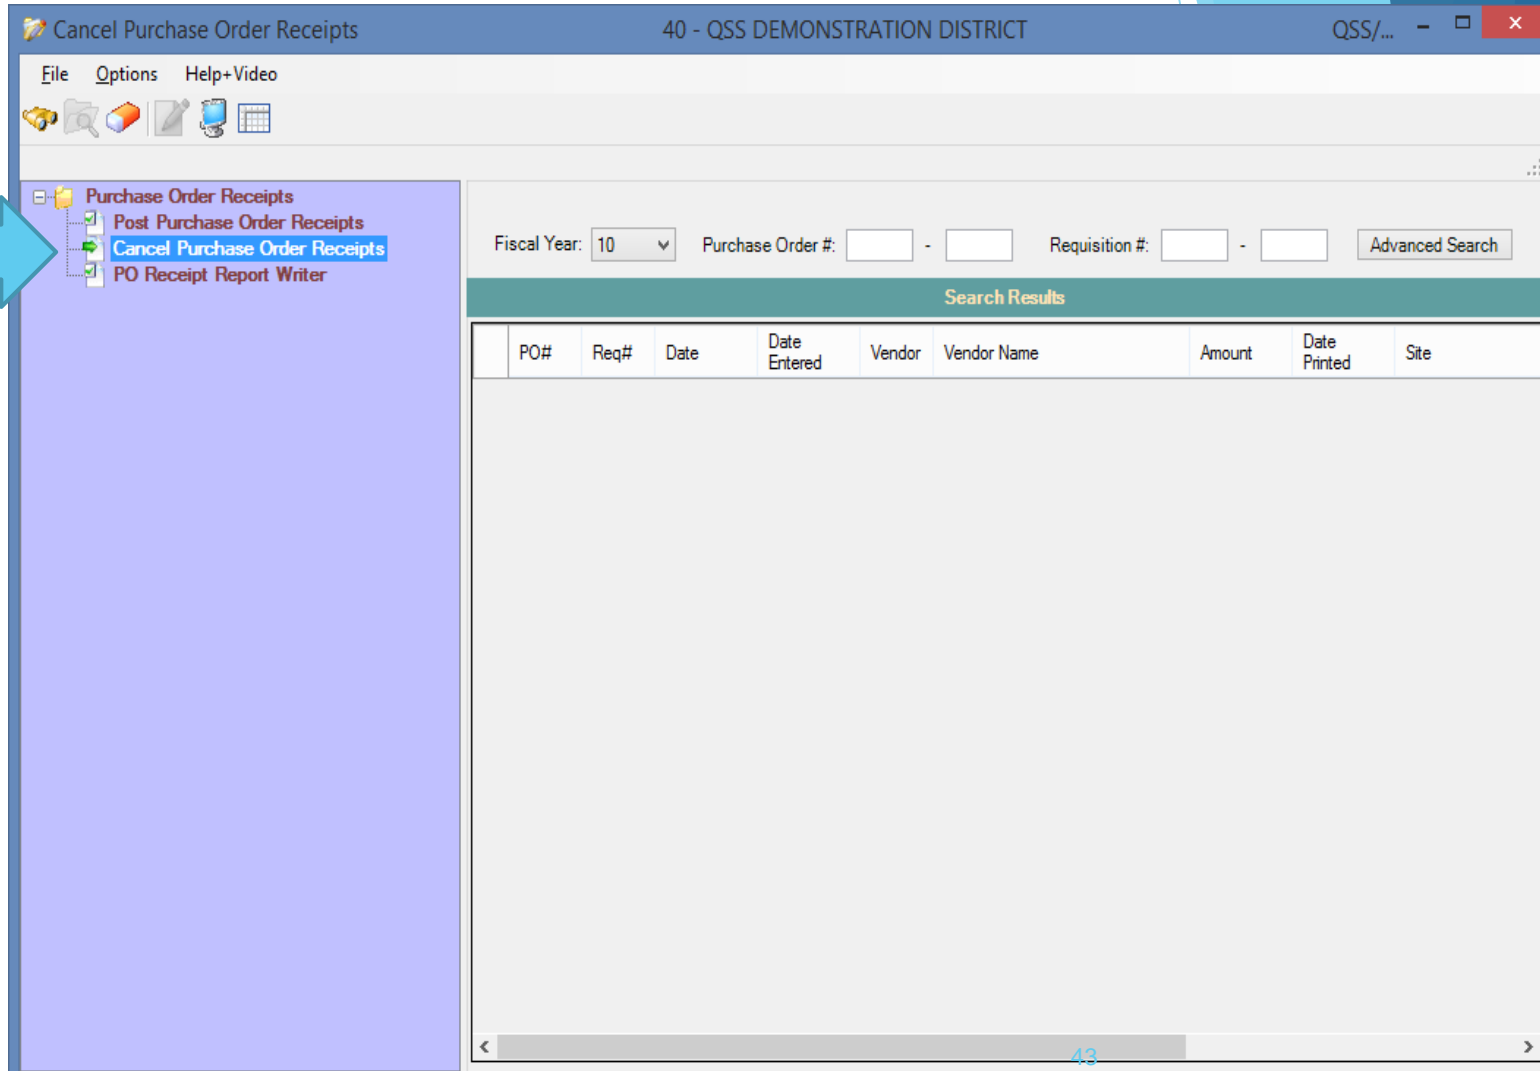 Cancel Purchase Order Receipts 40 - QSS DEMONSTRATION DISTRICT QSS/...
File Options Help+Video
Purchase Order Receipts
Post Purchase Order Receipts
Cancel Purchase Order Receipts
PO Receipt Report Writer
Fiscal Year: 10 Purchase Order #: - Requisition #: - Advanced Search
Search Results
PO# Req# Date Date Entered Vendor Vendor Name Amount Date Printed Site
43